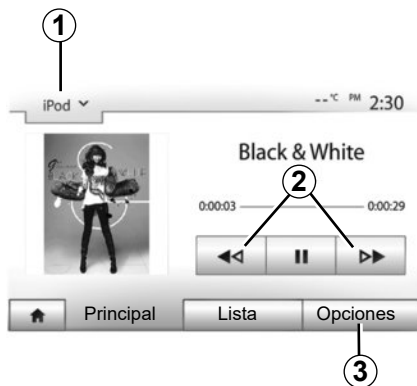 1
iPod
--°C PM 2:30
Black & White
2
0:00:03 0:00:29
Principal Lista Opciones
3